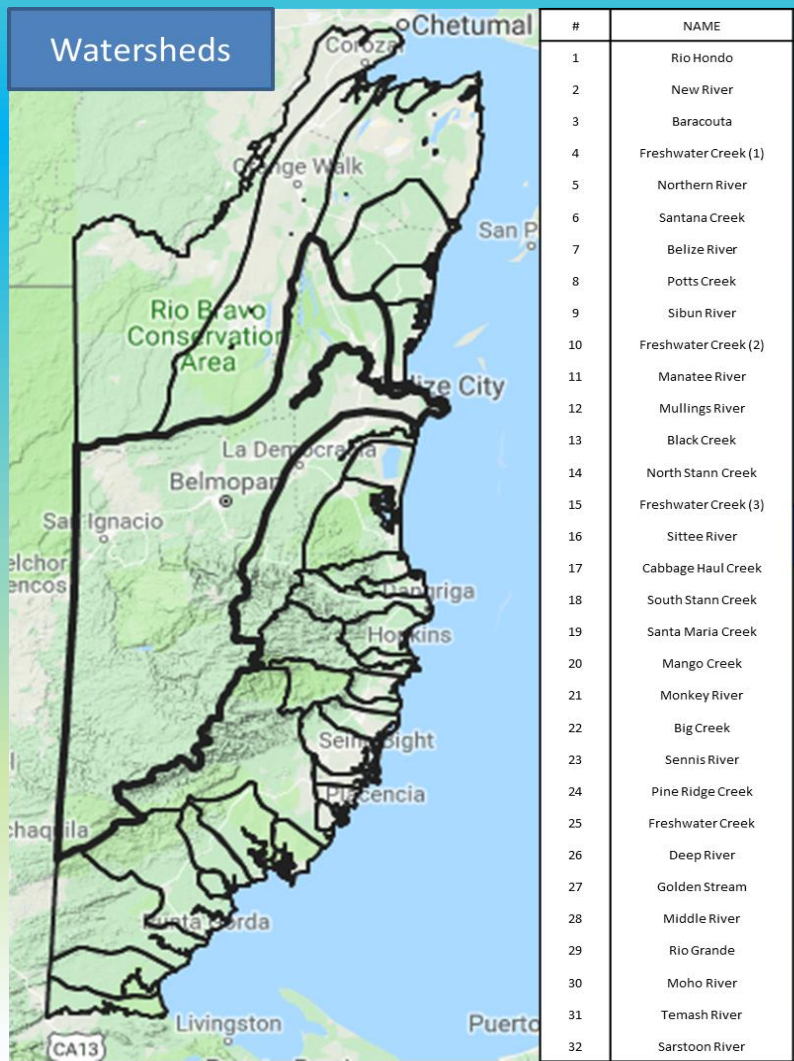 Watersheds
Chetumal
Corozal
Orange Walk
San P
Rio Bravo
Conservation
Area
lize City
La Democracia
Belmopan
San Ignacio
elchor
encos
Dangriga
Hopkins
Seine Bight
Placencia
chaquila
Punta Gorda
Livingston
Puerto
CA13
# NAME
1 Rio Hondo
2 New River
3 Baracouta
4 Freshwater Creek (1)
5 Northern River
6 Santana Creek
7 Belize River
8 Potts Creek
9 Sibun River
10 Freshwater Creek (2)
11 Manatee River
12 Mullings River
13 Black Creek
14 North Stann Creek
15 Freshwater Creek (3)
16 Sittee River
17 Cabbage Haul Creek
18 South Stann Creek
19 Santa Maria Creek
20 Mango Creek
21 Monkey River
22 Big Creek
23 Sennis River
24 Pine Ridge Creek
25 Freshwater Creek
26 Deep River
27 Golden Stream
28 Middle River
29 Rio Grande
30 Moho River
31 Temash River
32 Sarstoon River